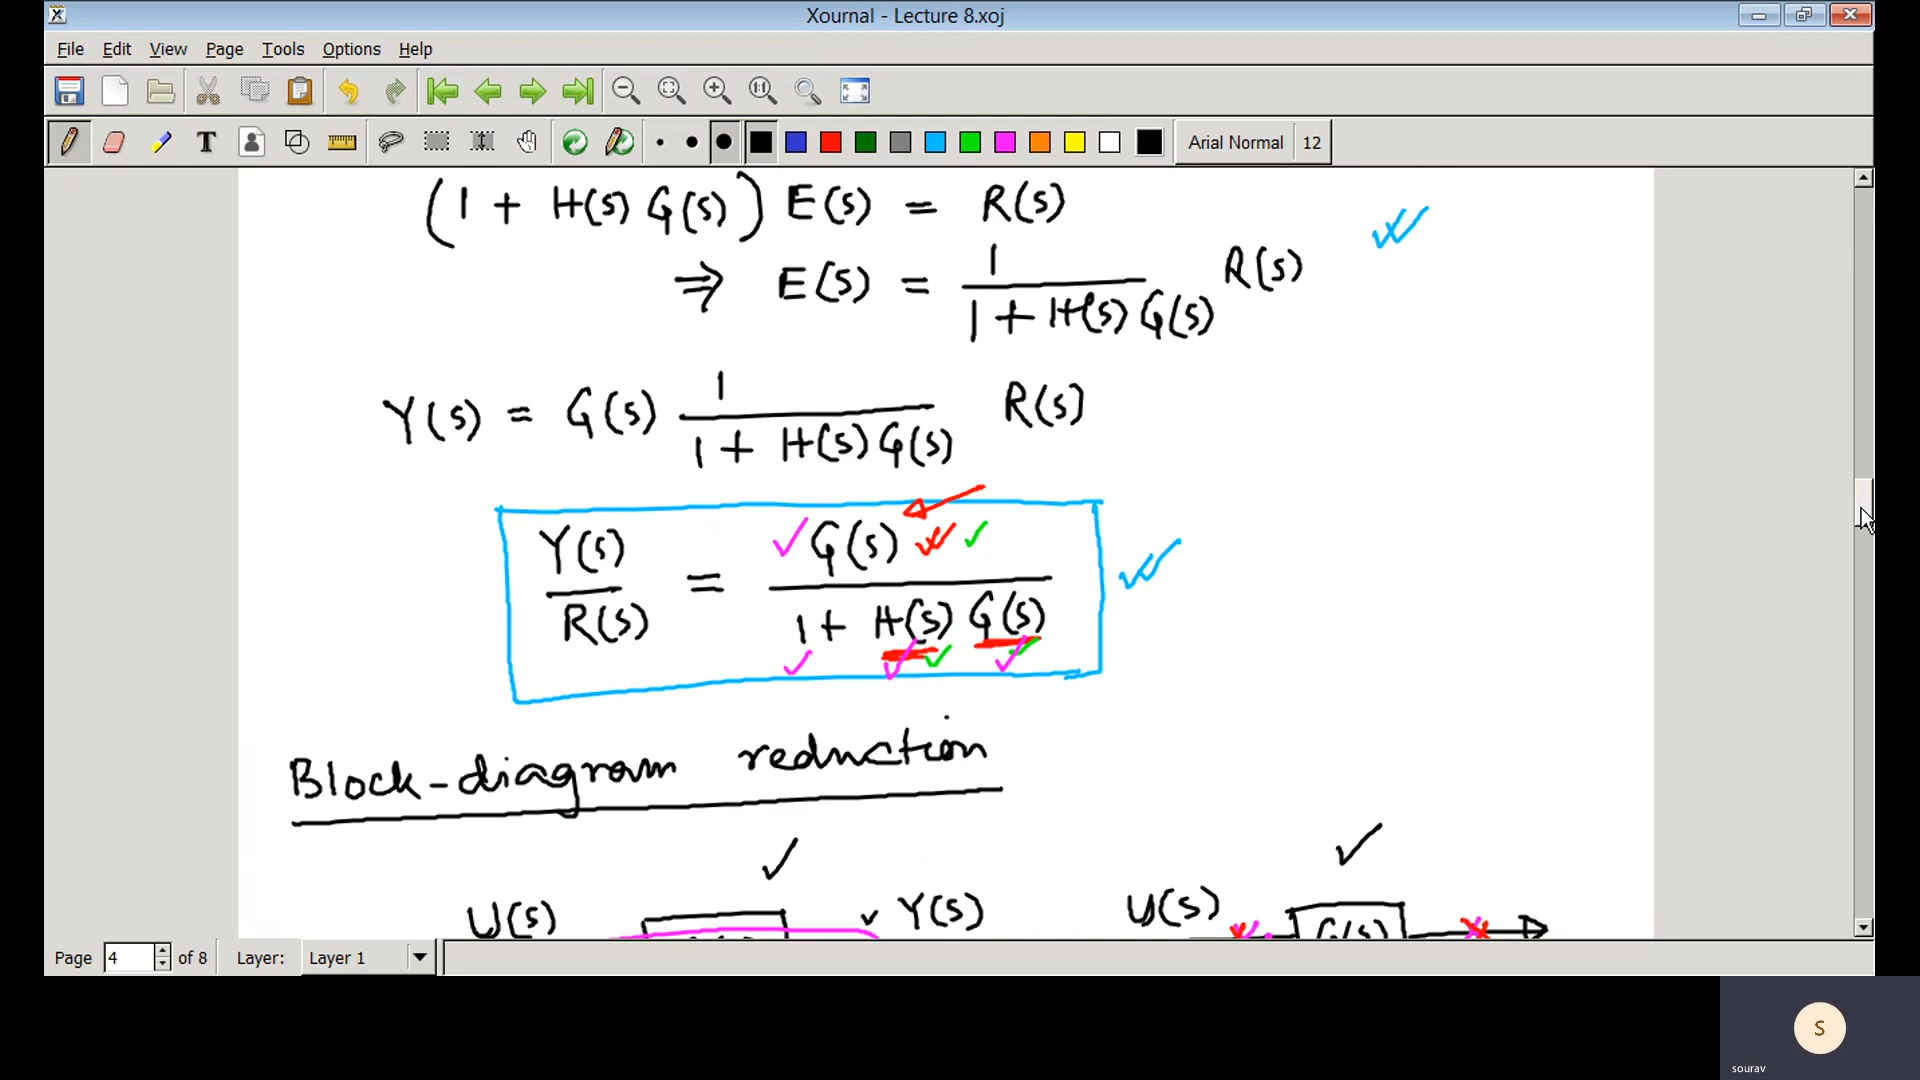 Xournal - Lecture 8.xoj
File Edit View Page Tools Options Help
Arial Normal 12
(1 + H(s) G(s)) E(s) = R(s)
⇒ E(s) = 1 / (1 + H(s) G(s)) R(s)
Y(s) = G(s) 1 / (1 + H(s) G(s)) R(s)
Y(s) / R(s) = G(s) / (1 + H(s) G(s))
Block-diagram reduction
U(s) Y(s) U(s) G(s)
Page 4 of 8 Layer: Layer 1
S
sourav